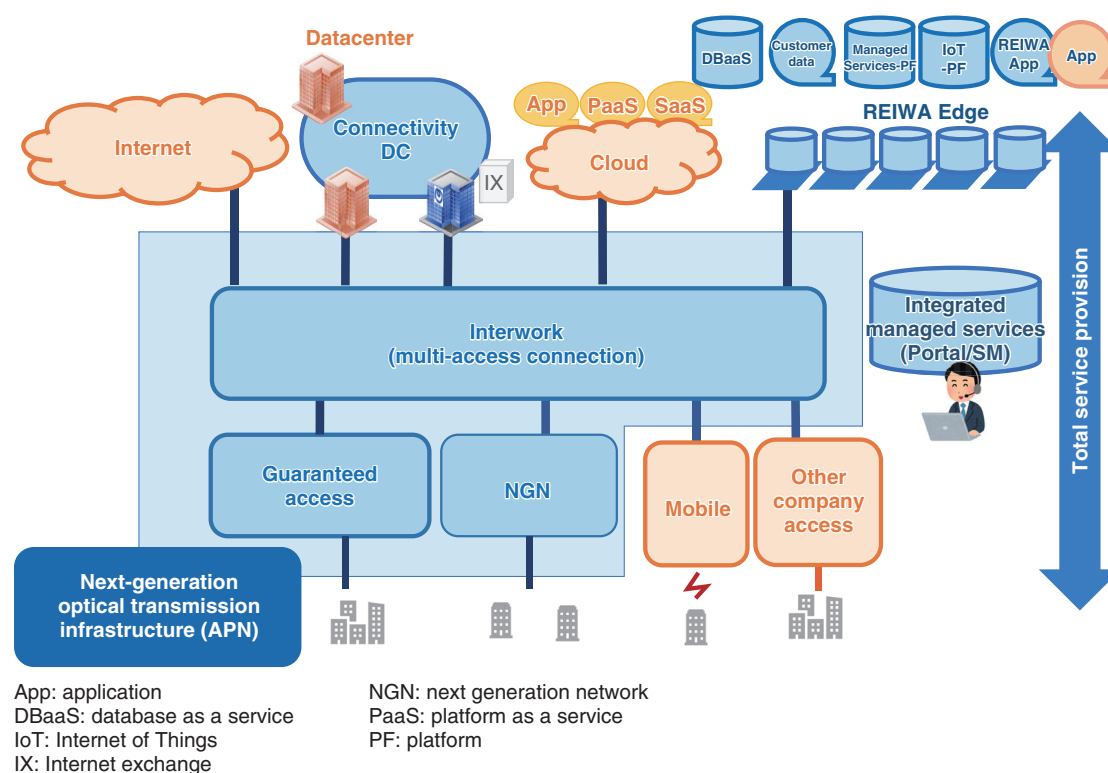 Datacenter
Internet
Connectivity
DC
IX
App
PaaS
SaaS
Cloud
DBaaS
Customer
data
Managed
Services-PF
IoT
-PF
REIWA
App
App
REIWA Edge
Interwork
(multi-access connection)
Integrated
managed services
(Portal/SM)
Total service provision
Guaranteed
access
NGN
Mobile
Other
company
access
Next-generation
optical transmission
infrastructure (APN)
App: application
DBaaS: database as a service
IoT: Internet of Things
IX: Internet exchange
NGN: next generation network
PaaS: platform as a service
PF: platform